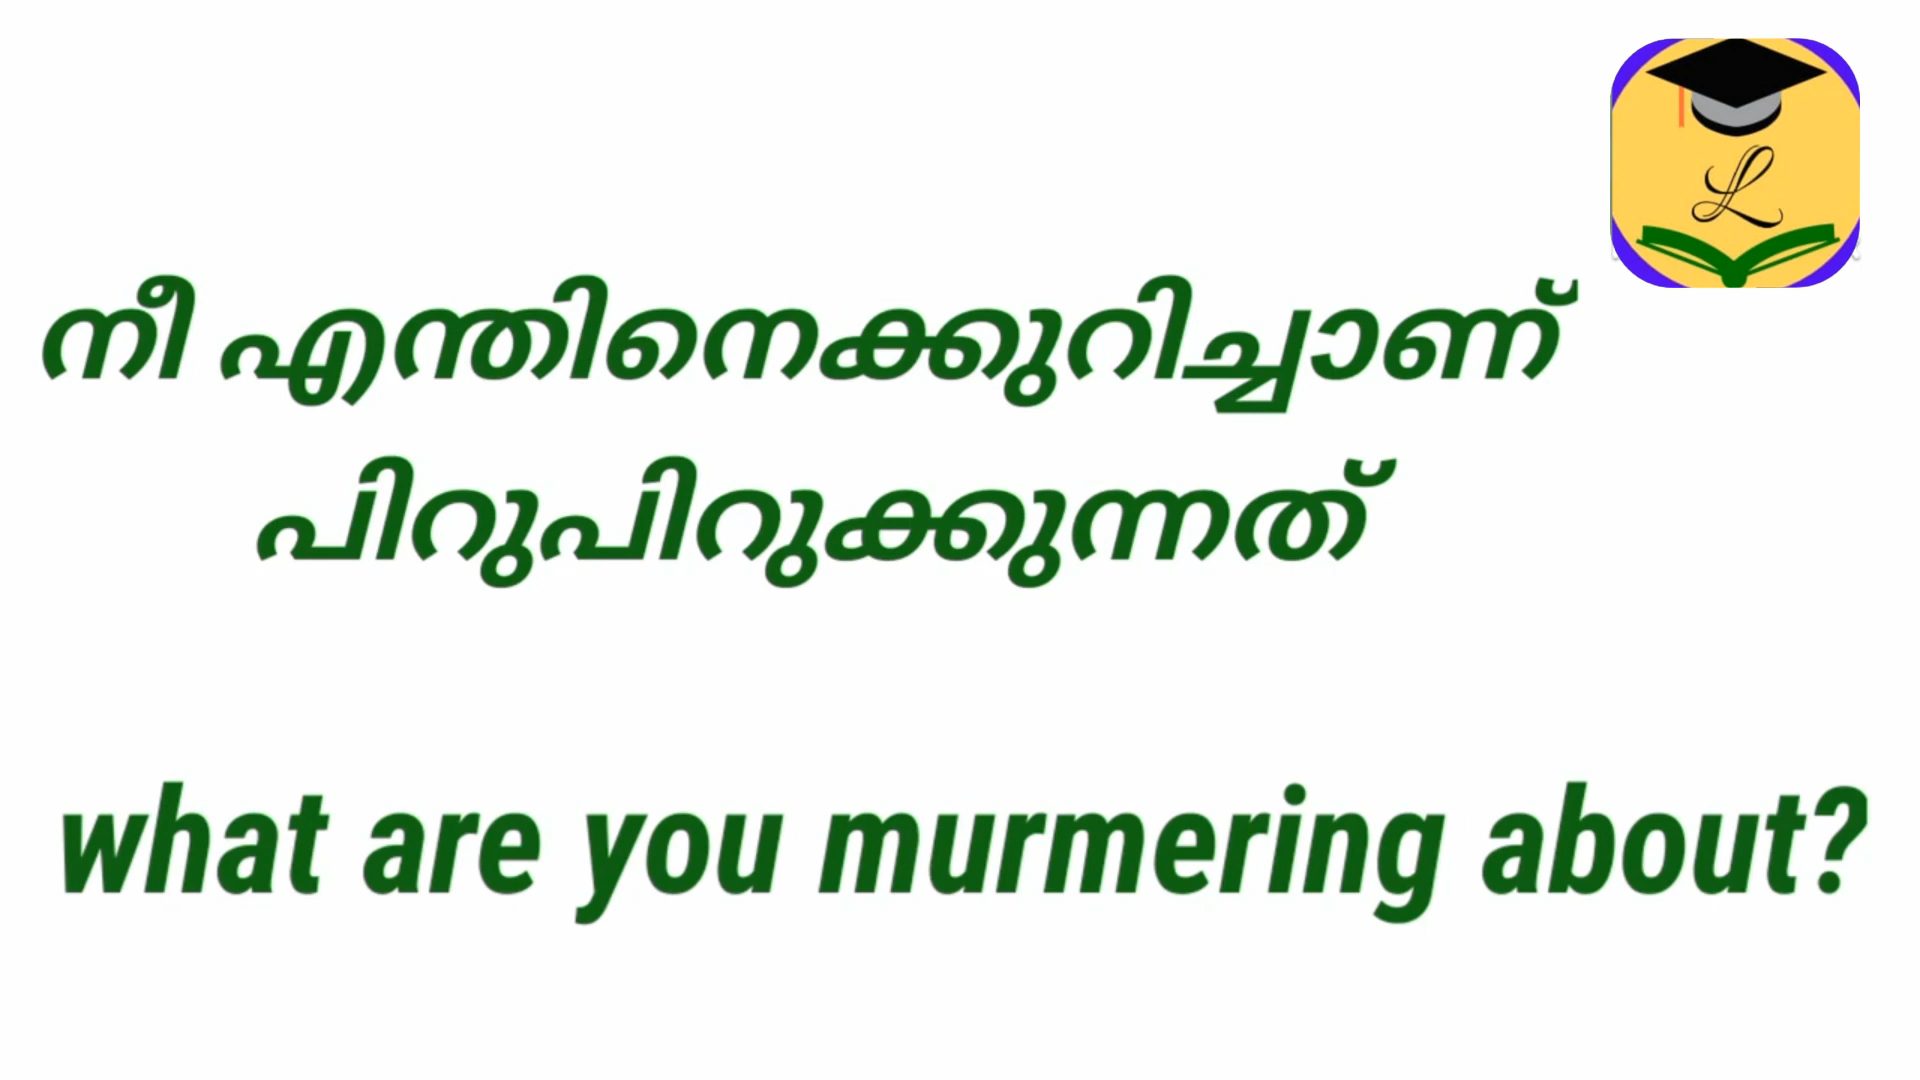 L
നീ എന്തിനെക്കുറിച്ചാണ്
പിറുപിറുക്കുന്നത്
what are you murmering about?